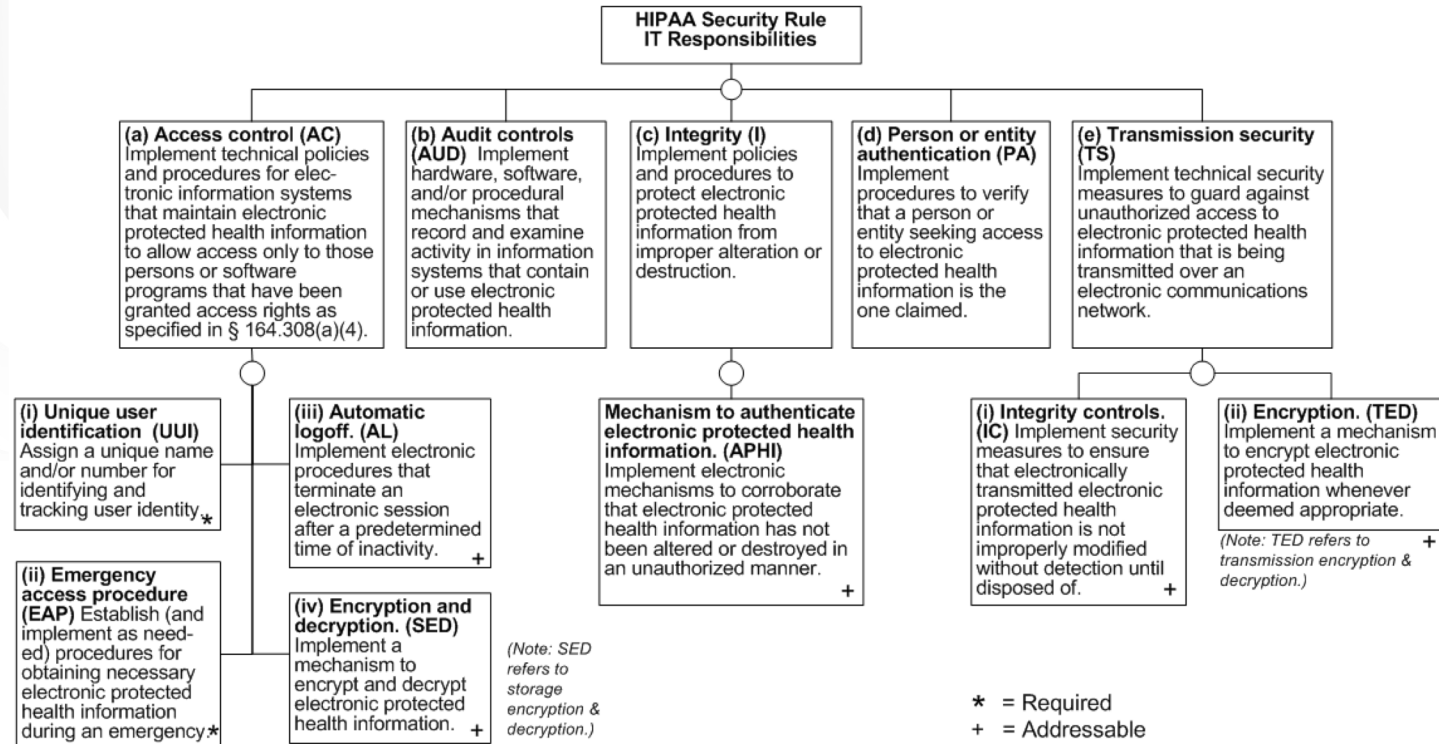 HIPAA Security Rule
IT Responsibilities
(a) Access control (AC)
Implement technical policies
and procedures for elec-
tronic information systems
that maintain electronic
protected health information
to allow access only to those
persons or software
programs that have been
granted access rights as
specified in § 164.308(a)(4).
(b) Audit controls
(AUD) Implement
hardware, software,
and/or procedural
mechanisms that
record and examine
activity in information
systems that contain
or use electronic
protected health
information.
(c) Integrity (I)
Implement policies
and procedures to
protect electronic
protected health
information from
improper alteration or
destruction.
(d) Person or entity
authentication (PA)
Implement
procedures to verify
that a person or
entity seeking access
to electronic
protected health
information is the
one claimed.
(e) Transmission security
(TS)
Implement technical security
measures to guard against
unauthorized access to
electronic protected health
information that is being
transmitted over an
electronic communications
network.
(i) Unique user
identification (UUI)
Assign a unique name
and/or number for
identifying and
tracking user identity.*
(ii) Emergency
access procedure
(EAP) Establish (and
implement as need-
ed) procedures for
obtaining necessary
electronic protected
health information
during an emergency.*
(iii) Automatic
logoff. (AL)
Implement electronic
procedures that
terminate an
electronic session
after a predetermined
time of inactivity.
+
(iv) Encryption and
decryption. (SED)
Implement a
mechanism to
encrypt and decrypt
electronic protected
health information. +
(Note: SED
refers to
storage
encryption &
decryption.)
Mechanism to authenticate
electronic protected health
information. (APHI)
Implement electronic
mechanisms to corroborate
that electronic protected
health information has not
been altered or destroyed in
an unauthorized manner.
+
(i) Integrity controls.
(IC) Implement security
measures to ensure
that electronically
transmitted electronic
protected health
information is not
improperly modified
without detection until
disposed of. +
(ii) Encryption. (TED)
Implement a mechanism
to encrypt electronic
protected health
information whenever
deemed appropriate.
+
(Note: TED refers to
transmission encryption &
decryption.)
* = Required
+ = Addressable